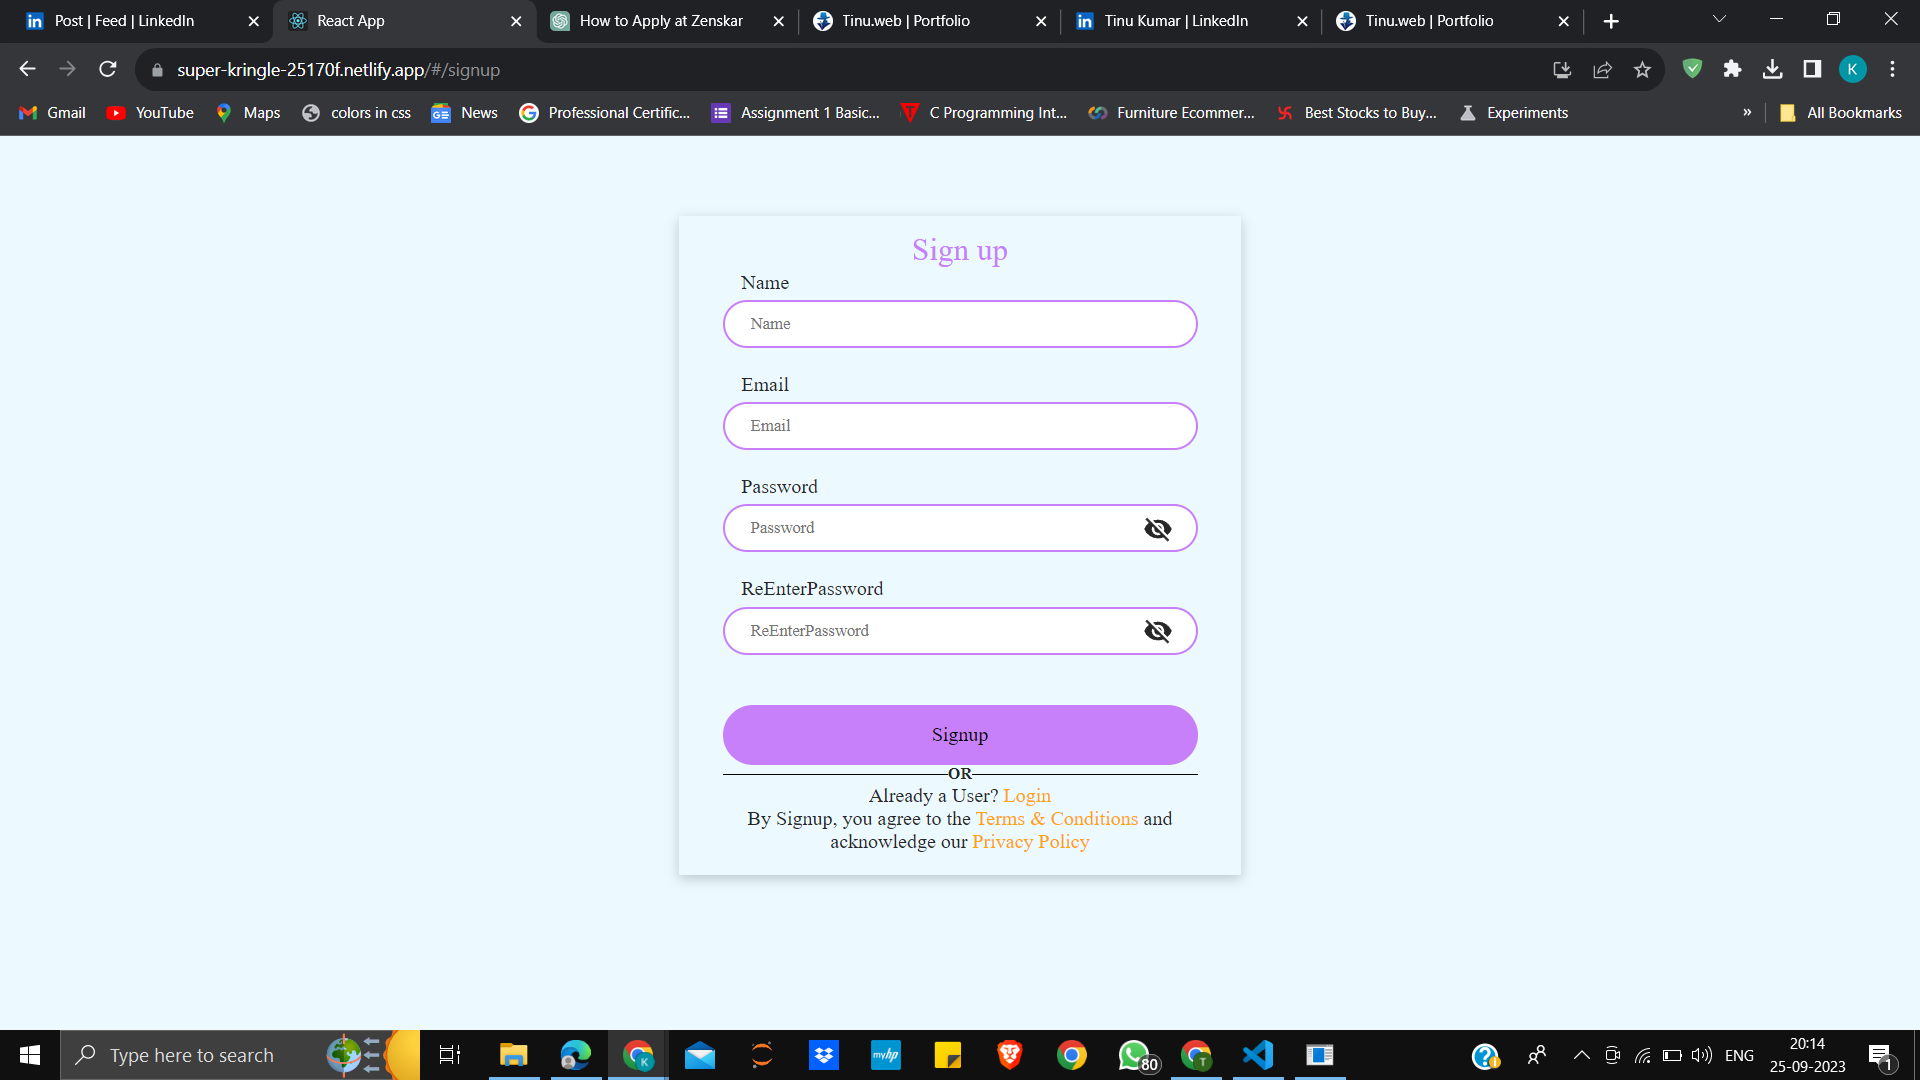 Post | Feed | LinkedIn
React App
How to Apply at Zenskar
Tinu.web | Portfolio
Tinu Kumar | LinkedIn
Tinu.web | Portfolio
super-kringle-25170f.netlify.app/#/signup
K
Gmail
YouTube
Maps
colors in css
News
Professional Certific...
Assignment 1 Basic...
C Programming Int...
Furniture Ecommer...
Best Stocks to Buy...
Experiments
»
All Bookmarks
Sign up
Name
Name
Email
Email
Password
Password
ReEnterPassword
ReEnterPassword
Signup
OR
Already a User? Login
By Signup, you agree to the Terms & Conditions and
acknowledge our Privacy Policy
Type here to search
K
myhp
80
T
ENG
20:14
25-09-2023
1